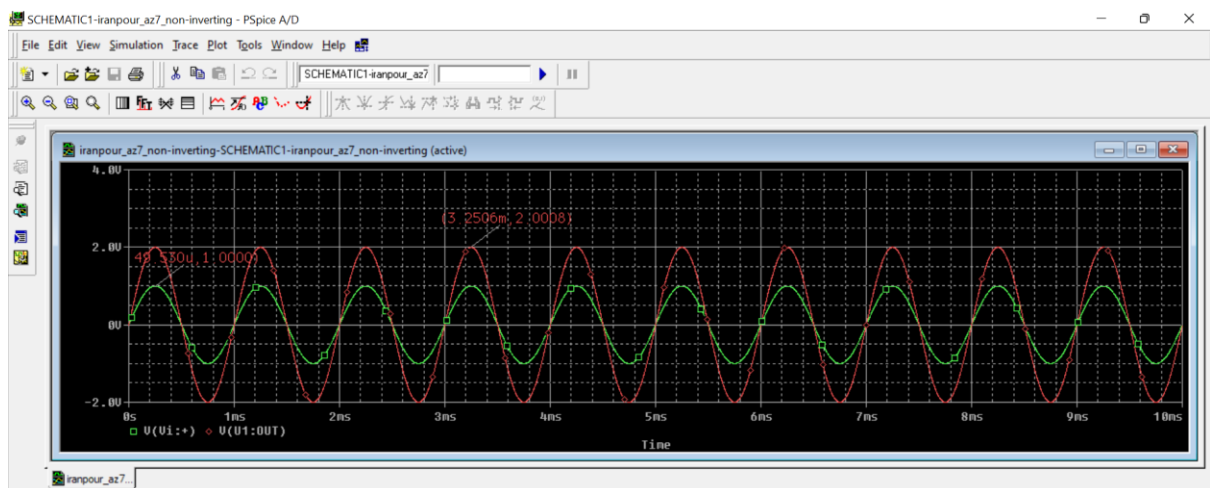 SCHEMATIC1-iranpour_az7_non-inverting - PSpice A/D
File Edit View Simulation Trace Plot Tools Window Help
SCHEMATIC1-iranpour_az7
iranpour_az7_non-inverting-SCHEMATIC1-iranpour_az7_non-inverting (active)
4.0V
(3.2506m,2.0008)
2.0V
49.530u,1.0000)
0V
-2.0V
0s 1ms 2ms 3ms 4ms 5ms 6ms 7ms 8ms 9ms 10ms
V(Vi:+) V(U1:OUT)
Time
iranpour_az7...